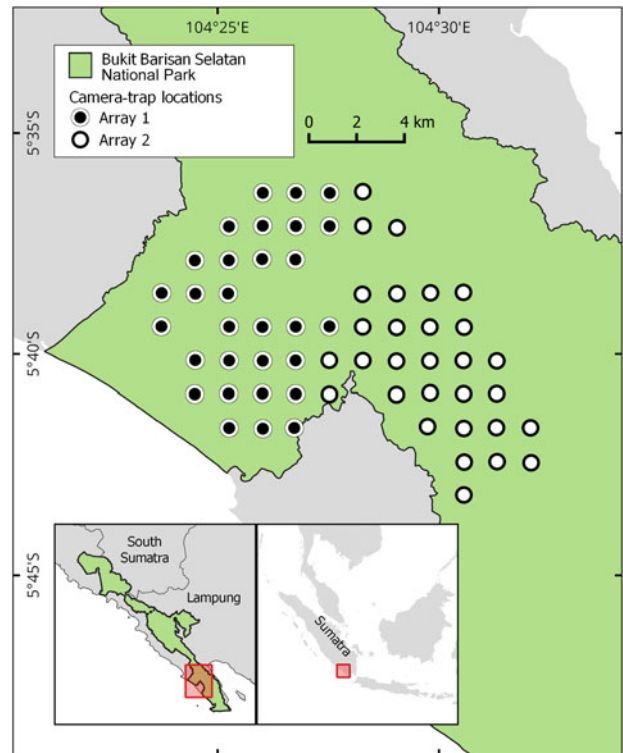 104°25'E 104°30'E
Bukit Barisan Selatan
National Park
Camera-trap locations
Array 1
Array 2
0 2 4 km
5°35'S
5°40'S
5°45'S
South
Sumatra
Lampung
Sumatra